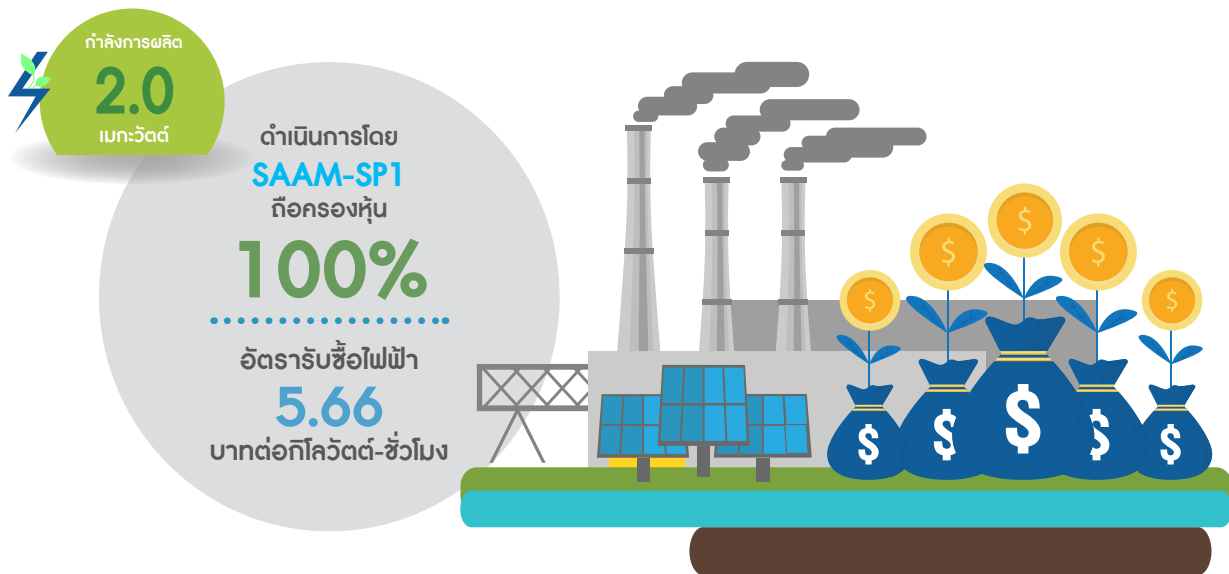 กำลังการผลิต
2.0
เมกะวัตต์
ดำเนินการโดย
SAAM-SP1
ถือครองหุ้น
100%
อัตรารับซื้อไฟฟ้า
5.66
บาทต่อกิโลวัตต์-ชั่วโมง
$ $ $ $ $
$ $ $ $ $